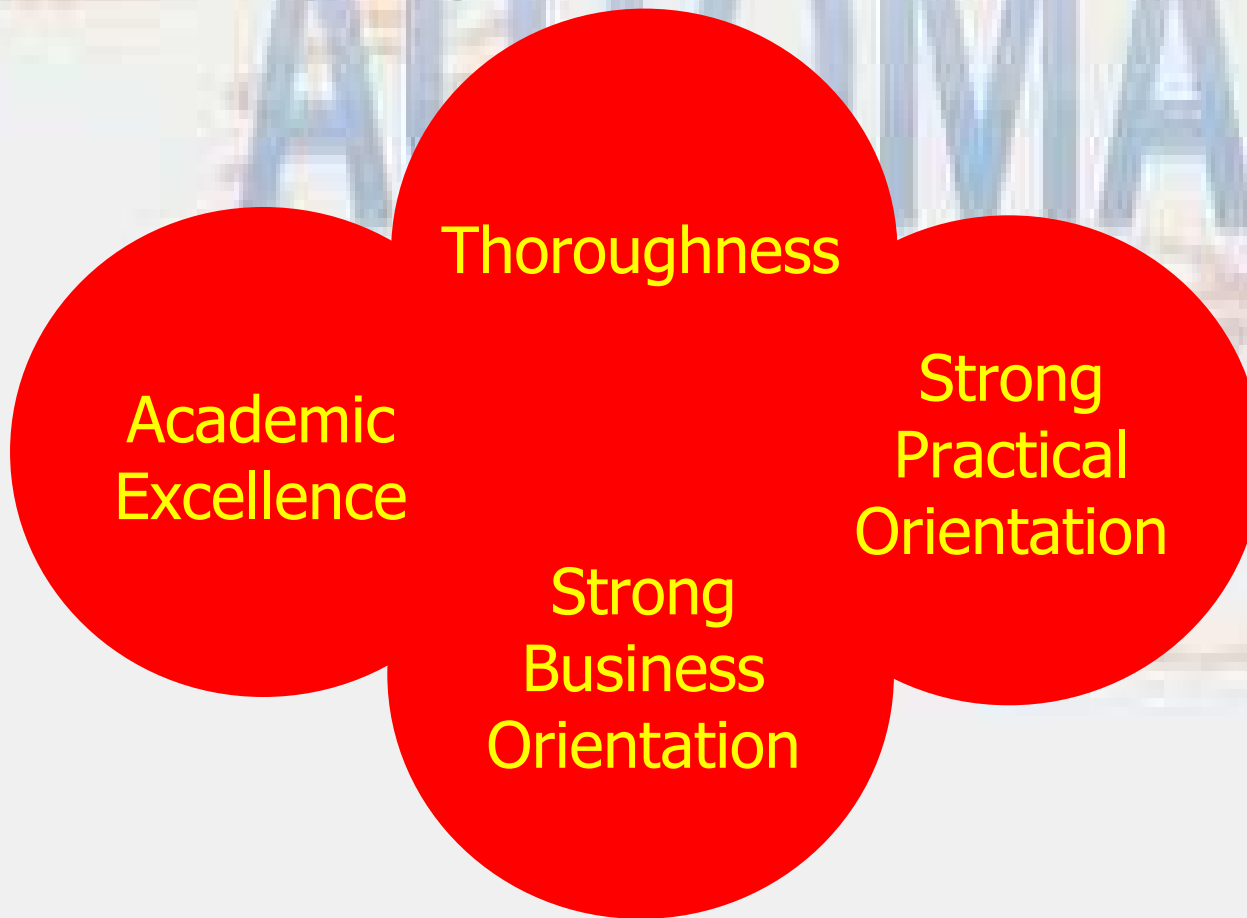 Thoroughness
Academic
Excellence
Strong
Practical
Orientation
Strong
Business
Orientation